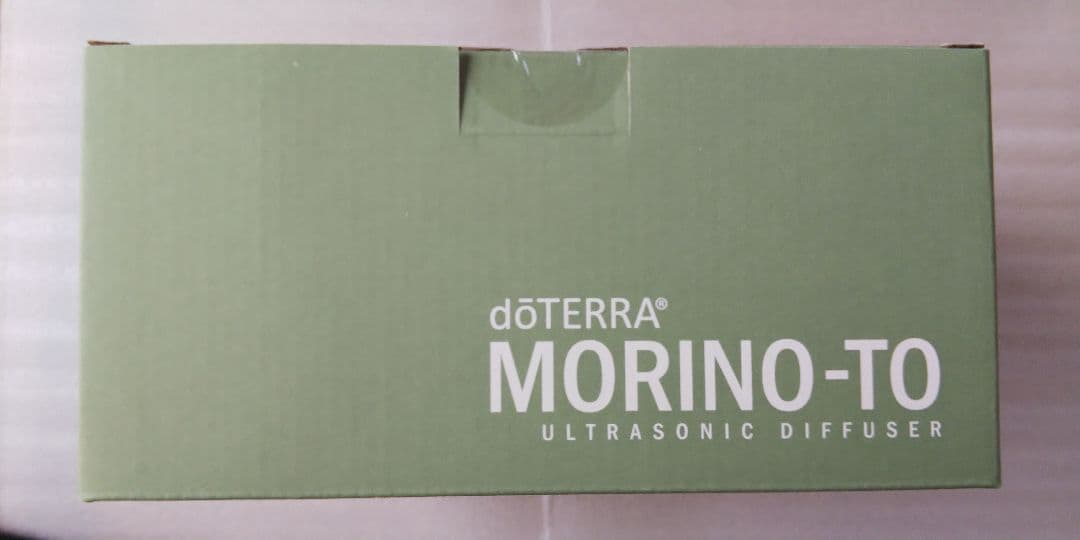 dōTERRA®
MORINO-TO
ULTRASONIC DIFFUSER